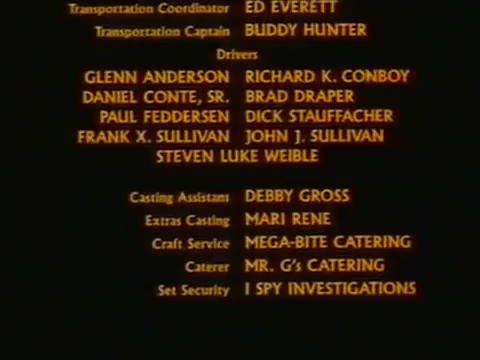 Transportation Coordinator ED EVERETT
Transportation Captain BUDDY HUNTER
Drivers
GLENN ANDERSON RICHARD K. CONBOY
DANIEL CONTE, SR. BRAD DRAPER
PAUL FEDDERSEN DICK STAUFFACHER
FRANK X. SULLIVAN JOHN J. SULLIVAN
STEVEN LUKE WEIBLE
Casting Assistant DEBBY GROSS
Extras Casting MARI RENE
Craft Service MEGA-BITE CATERING
Caterer MR. G's CATERING
Set Security I SPY INVESTIGATIONS